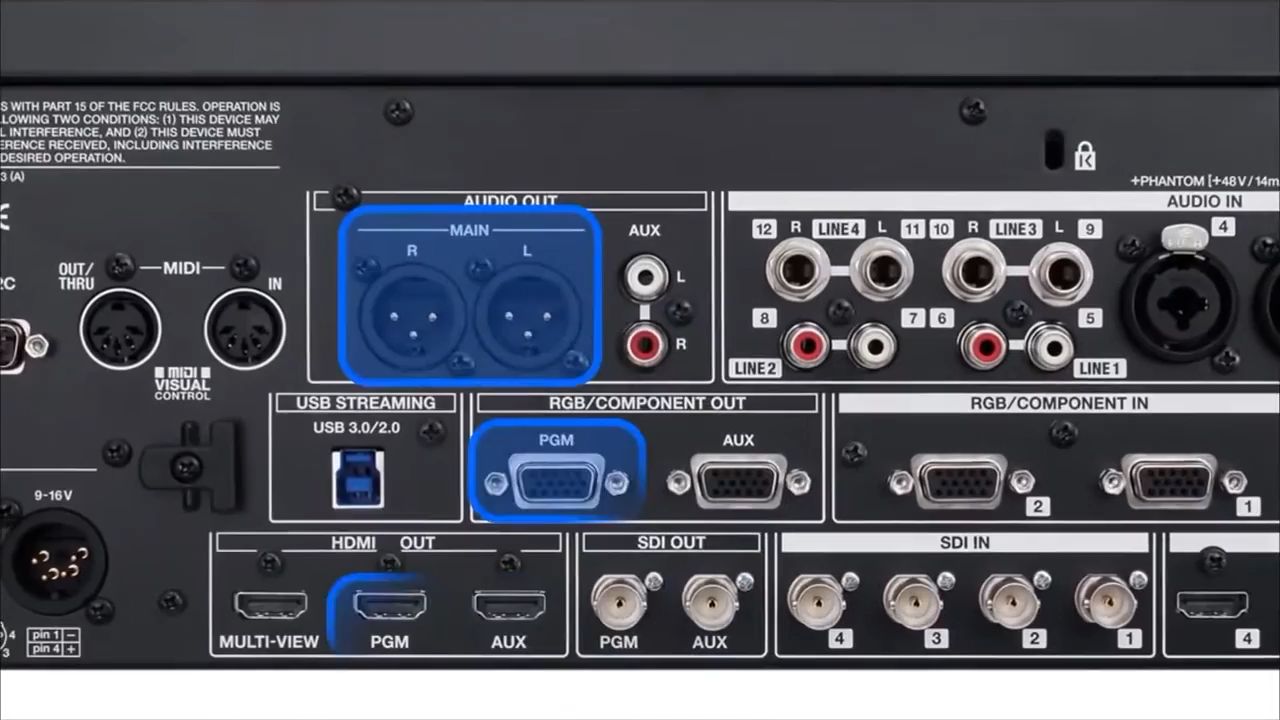 S WITH PART 15 OF THE FCC RULES. OPERATION IS
LOWING TWO CONDITIONS: (1) THIS DEVICE MAY
L INTERFERENCE, AND (2) THIS DEVICE MUST
ERENCE RECEIVED, INCLUDING INTERFERENCE
DESIRED OPERATION.
3 (A)
+PHANTOM [+48V/14m
AUDIO OUT
AUDIO IN
MAIN
R L
AUX
L
R
12 R LINE4 L 11 10 R LINE3 L 9
4
8 7 6 5
LINE2 LINE1
OUT/
THRU
MIDI
IN
MIDI
VISUAL
CONTROL
USB STREAMING
USB 3.0/2.0
RGB/COMPONENT OUT
PGM AUX
RGB/COMPONENT IN
2 1
9-16V
HDMI OUT
MULTI-VIEW PGM AUX
SDI OUT
PGM AUX
SDI IN
4 3 2 1
4
4
3
pin 1 –
pin 4 +